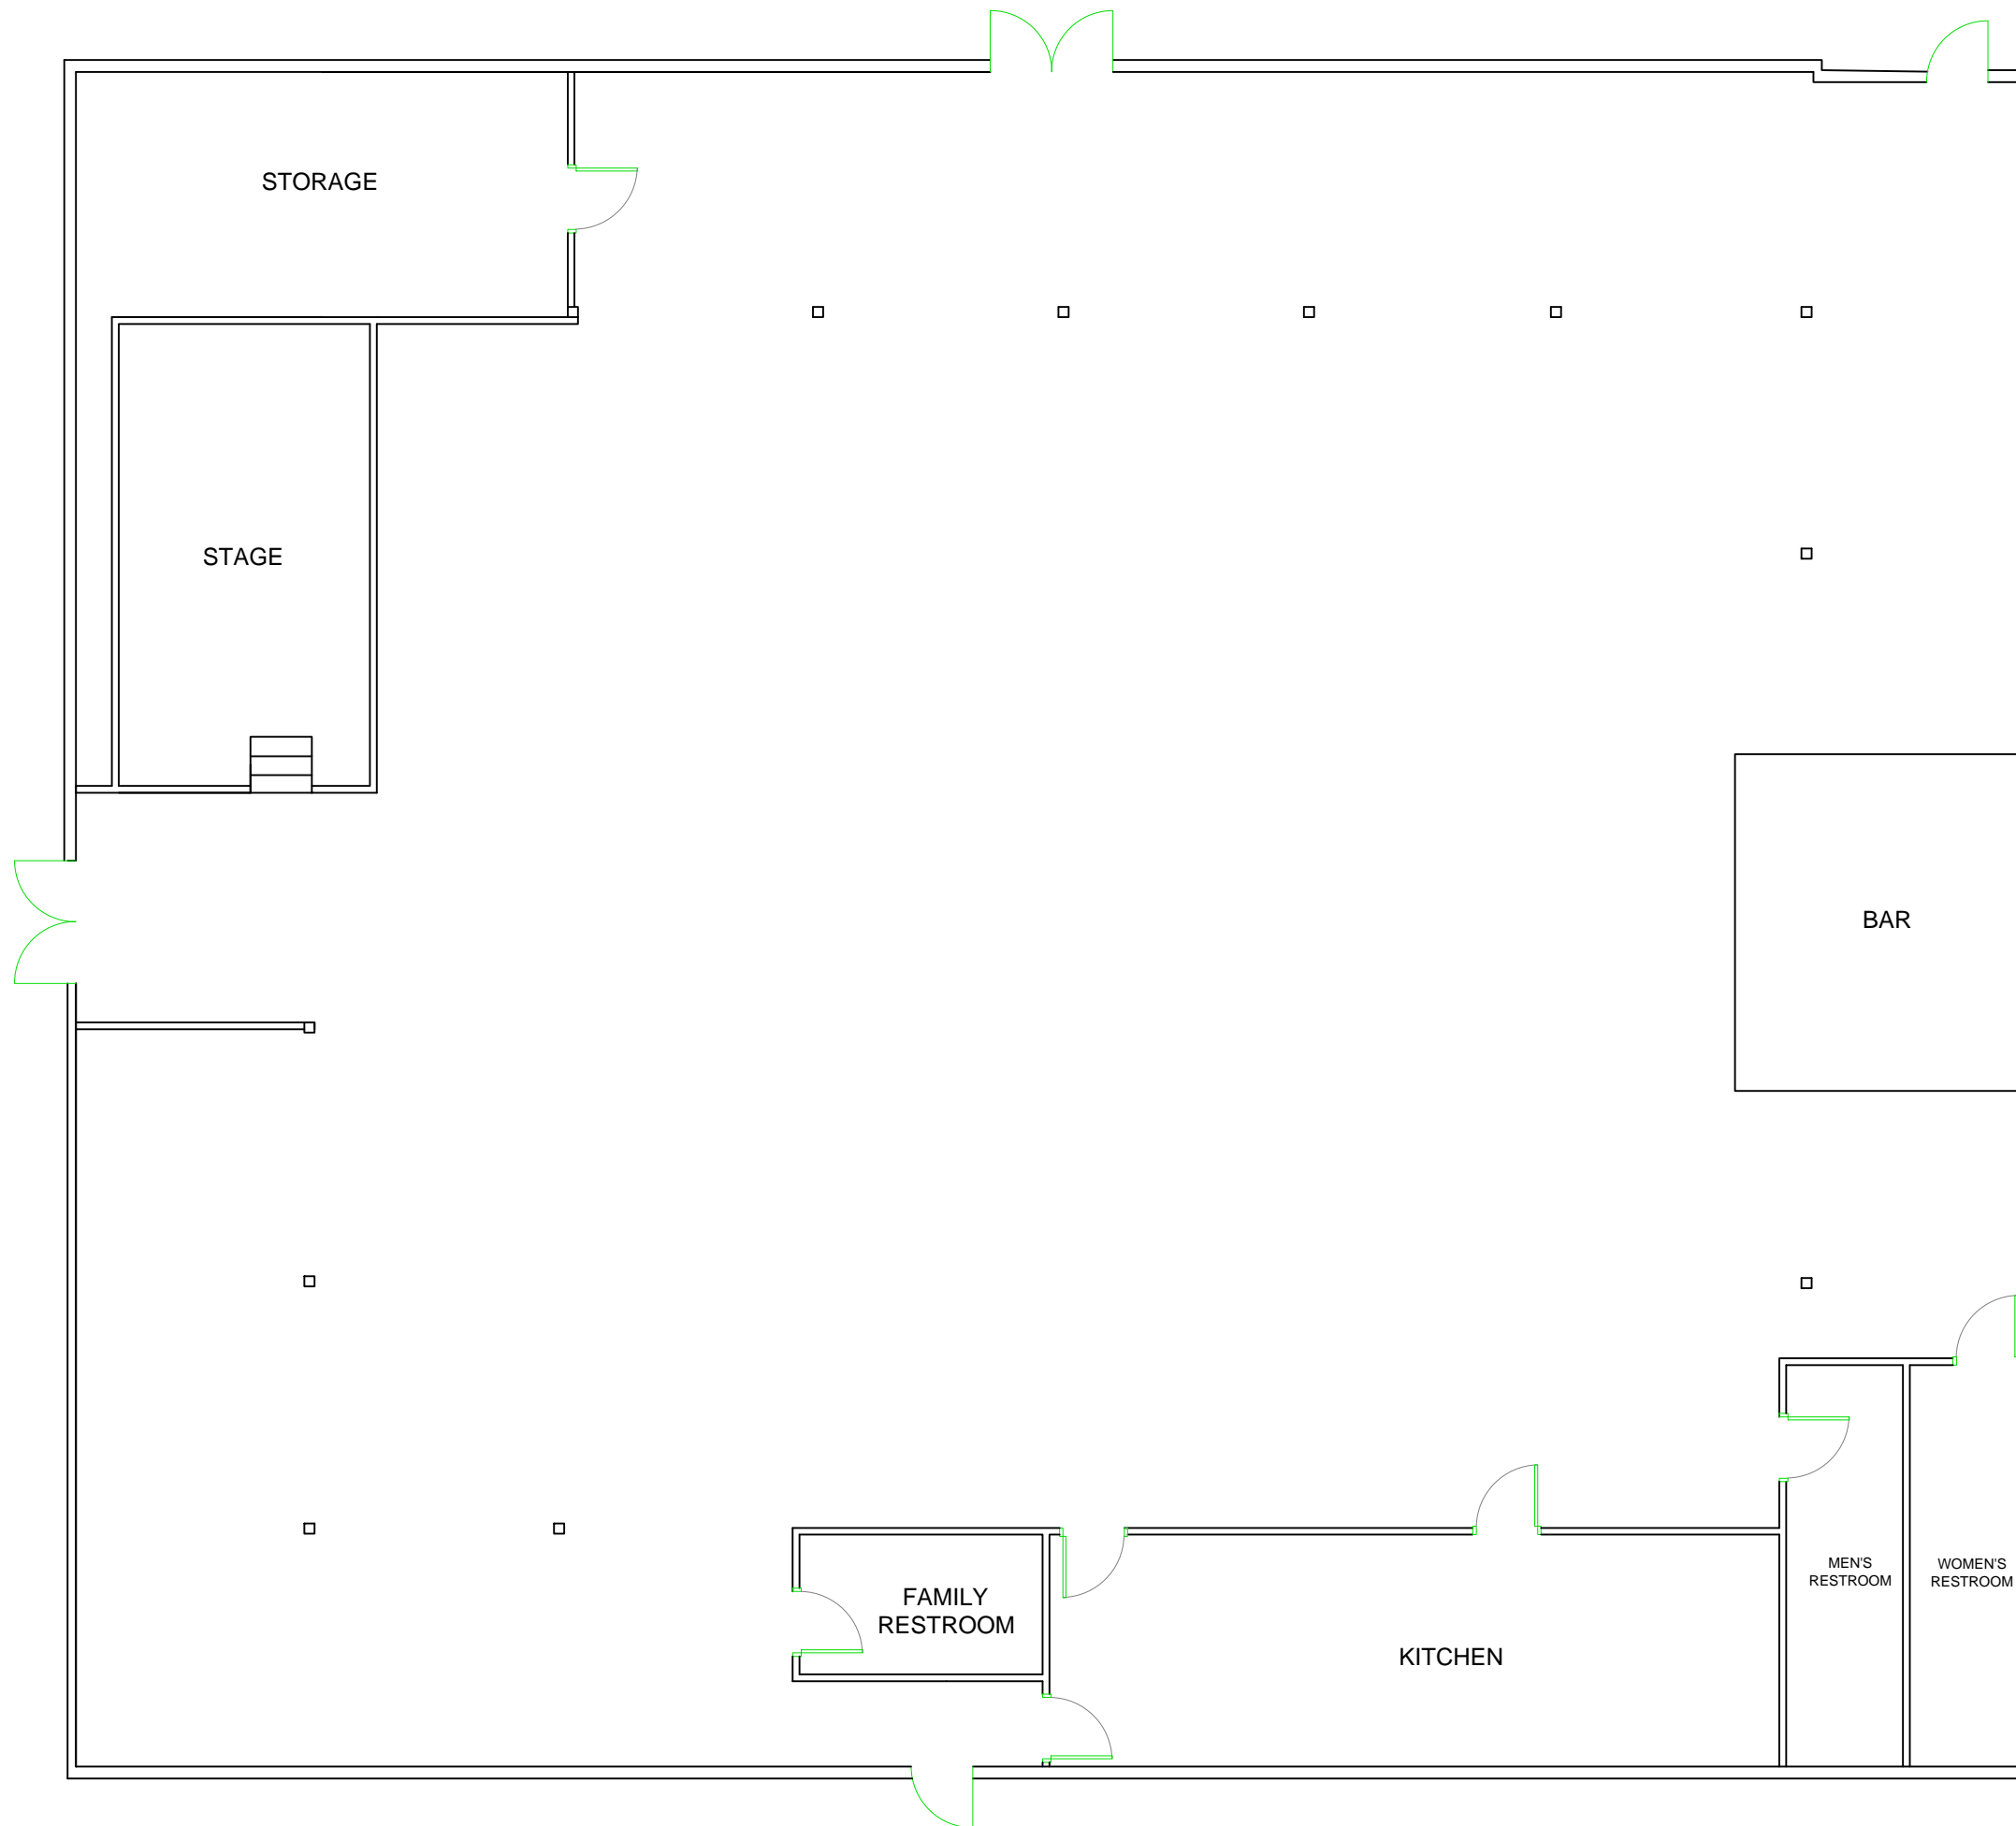 STORAGE
STAGE
BAR
FAMILY
RESTROOM
KITCHEN
MEN'S
RESTROOM
WOMEN'S
RESTROOM